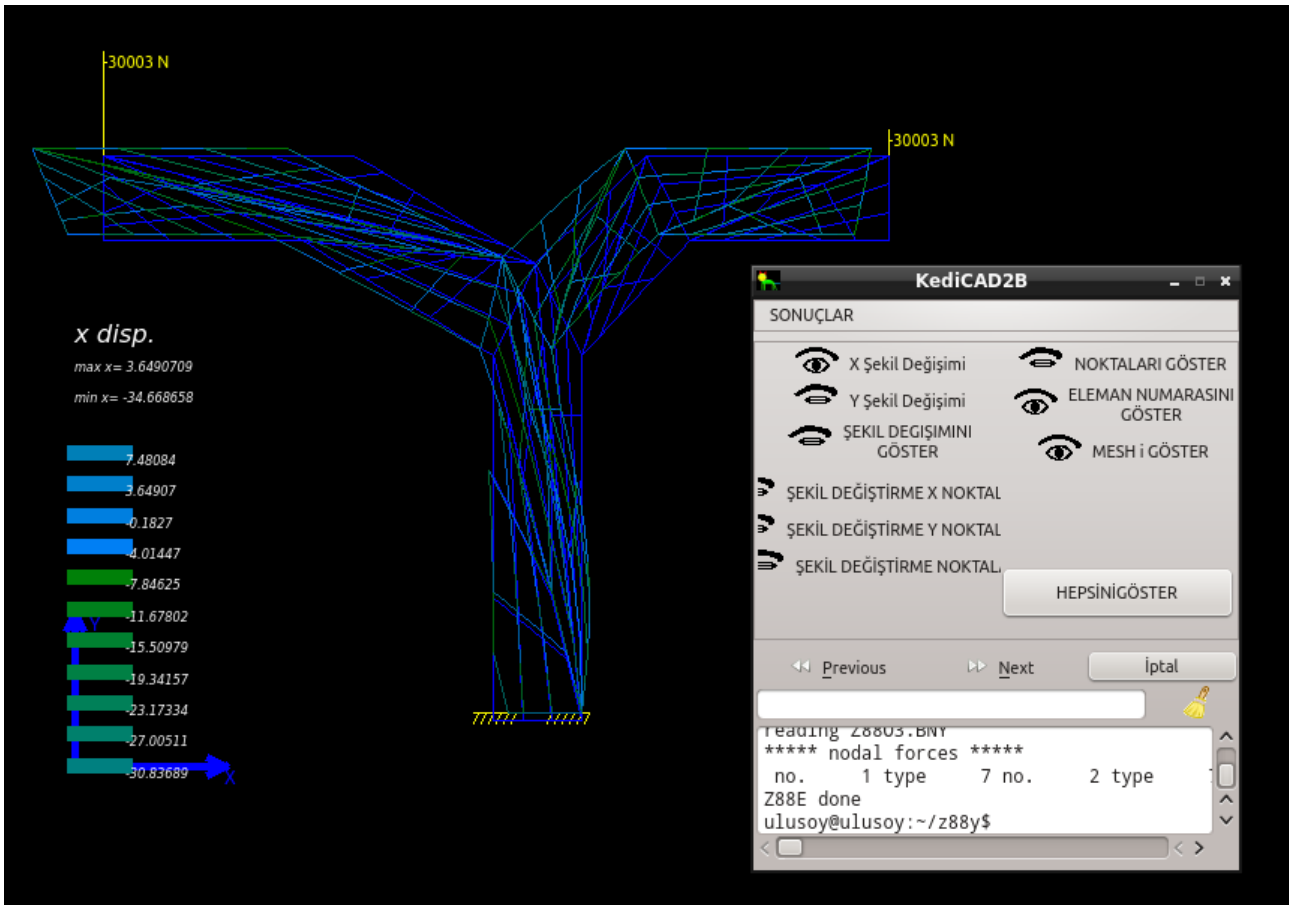 -30003 N
-30003 N
x disp.
max x= 3.6490709
min x= -34.668658
7.48084
3.64907
-0.1827
-4.01447
-7.84625
-11.67802
-15.50979
-19.34157
-23.17334
-27.00511
-30.83689
Y
X
KediCAD2B
SONUÇLAR
X Şekil Değişimi
NOKTALARI GÖSTER
Y Şekil Değişimi
ELEMAN NUMARASINI
GÖSTER
ŞEKIL DEGIŞIMINI
GÖSTER
MESH i GÖSTER
ŞEKİL DEĞİŞTİRME X NOKTAL
ŞEKİL DEĞİŞTİRME Y NOKTAL
ŞEKİL DEĞİŞTİRME NOKTAL
HEPSİNİGÖSTER
Previous
Next
İptal
reading Z88O3.BNY
***** nodal forces *****
no. 1 type 7 no. 2 type
Z88E done
ulusoy@ulusoy:~/z88y$